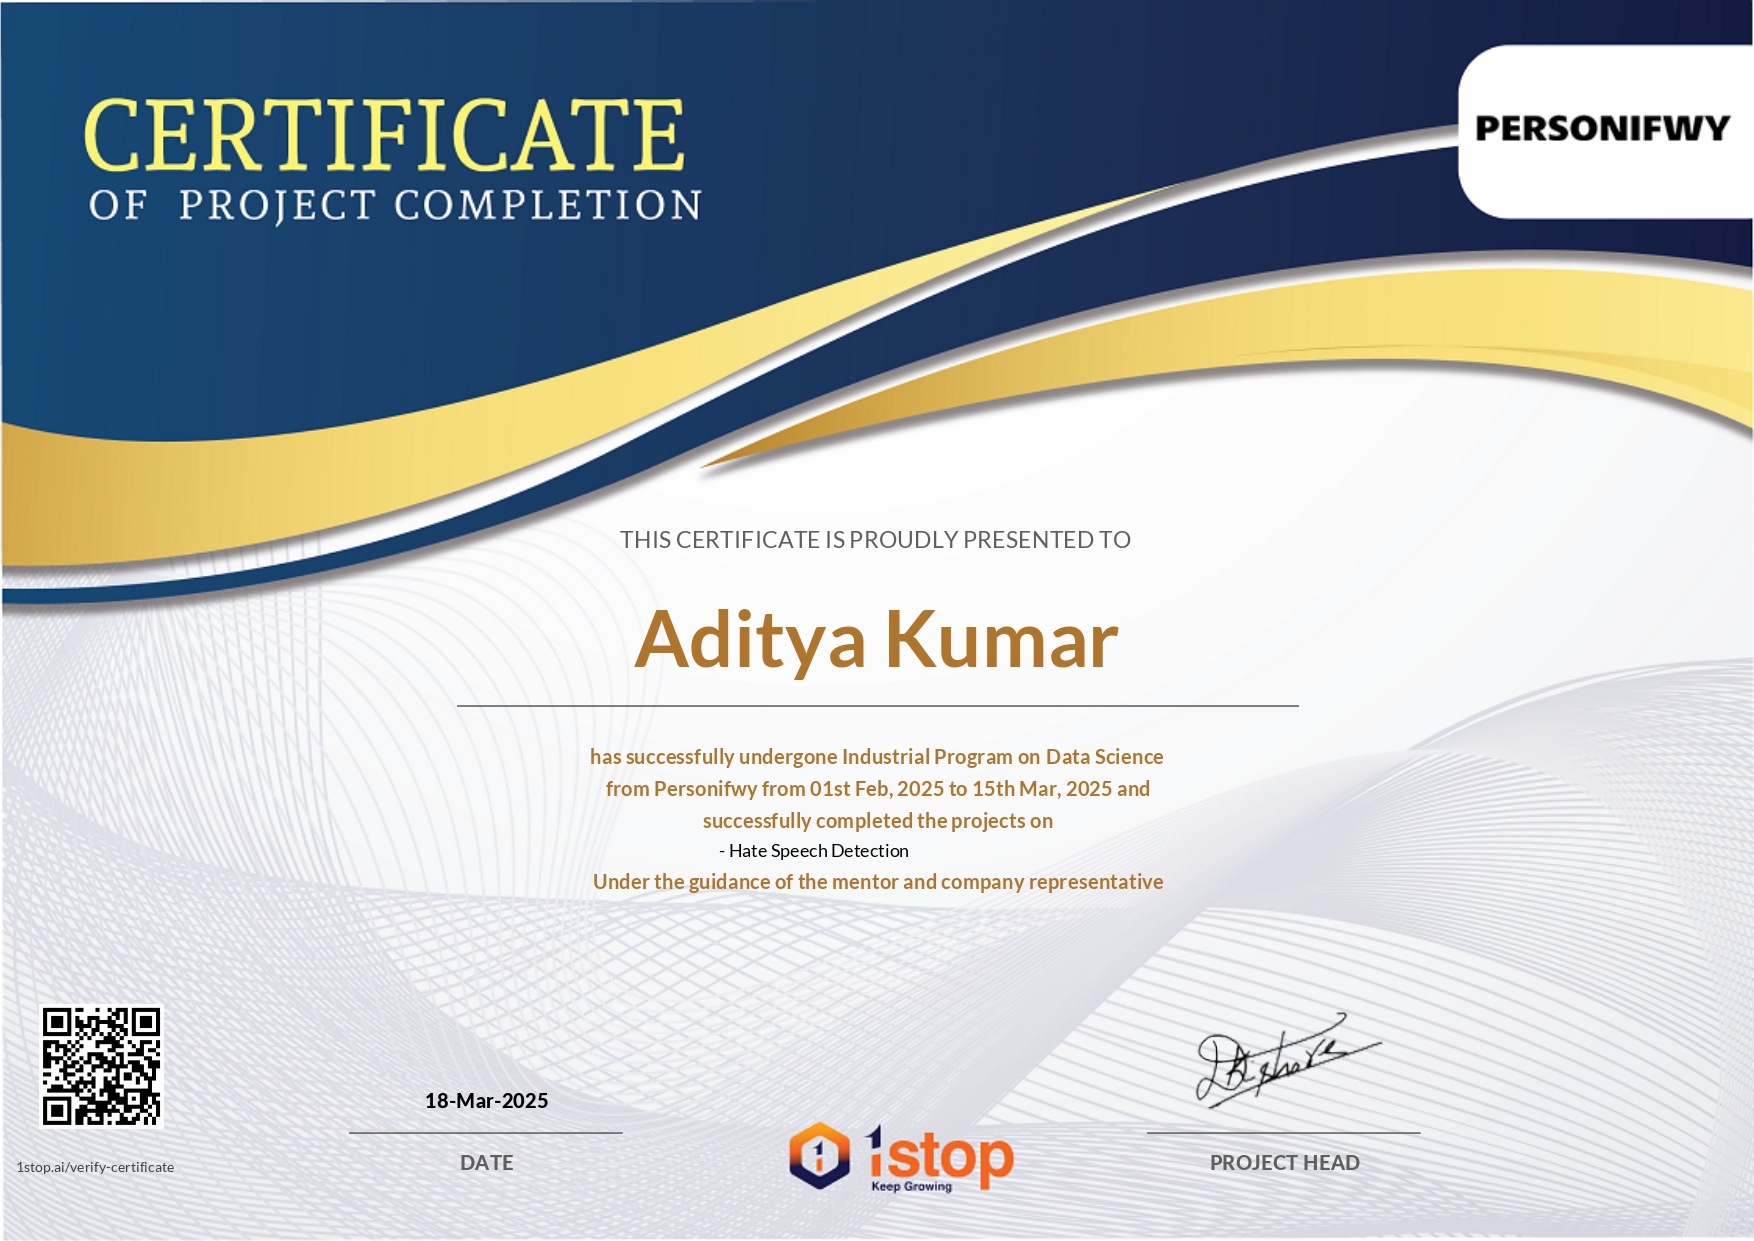 CERTIFICATE
OF PROJECT COMPLETION
PERSONIFWY
THIS CERTIFICATE IS PROUDLY PRESENTED TO
Aditya Kumar
has successfully undergone Industrial Program on Data Science
from Personifwy from 01st Feb, 2025 to 15th Mar, 2025 and
successfully completed the projects on
- Hate Speech Detection
Under the guidance of the mentor and company representative
18-Mar-2025
DATE
1stop.ai/verify-certificate
1stop
Keep Growing
PROJECT HEAD